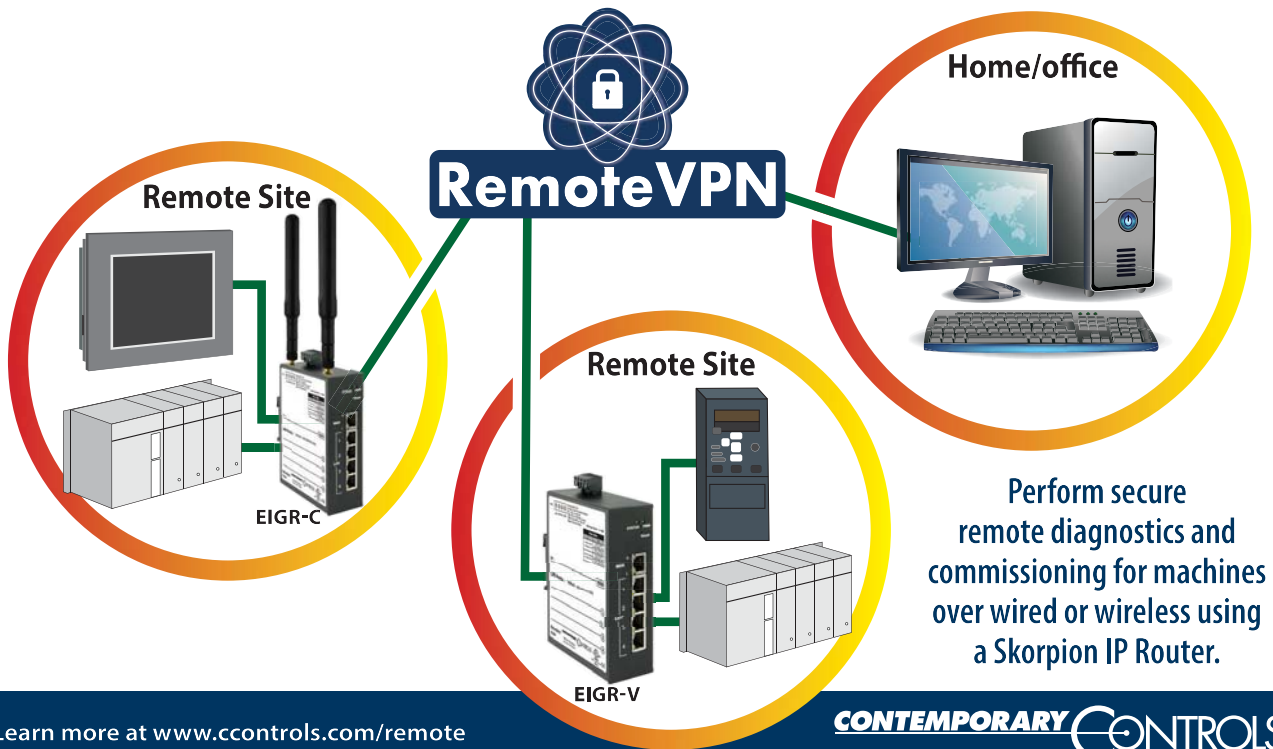 RemoteVPN
Home/office
Remote Site
EIGR-C
Remote Site
EIGR-V
Perform secure
remote diagnostics and
commissioning for machines
over wired or wireless using
a Skorpion IP Router.
Learn more at www.ccontrols.com/remote
CONTEMPORARY CONTROLS